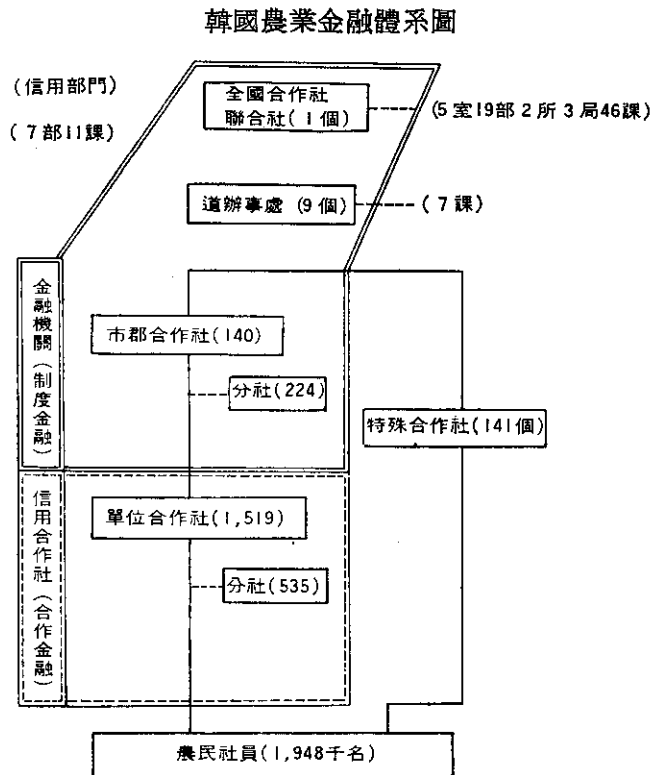 韓國農業金融體系圖
(信用部門)
(7部11課)
全國合作社
聯合社(1個)
(5室19部2所3局46課)
道辦事處 (9個)
(7課)
金融機關(制度金融)
市郡合作社(140)
分社(224)
特殊合作社(141個)
信用合作社(合作金融)
單位合作社(1,519)
分社(535)
農民社員(1,948千名)